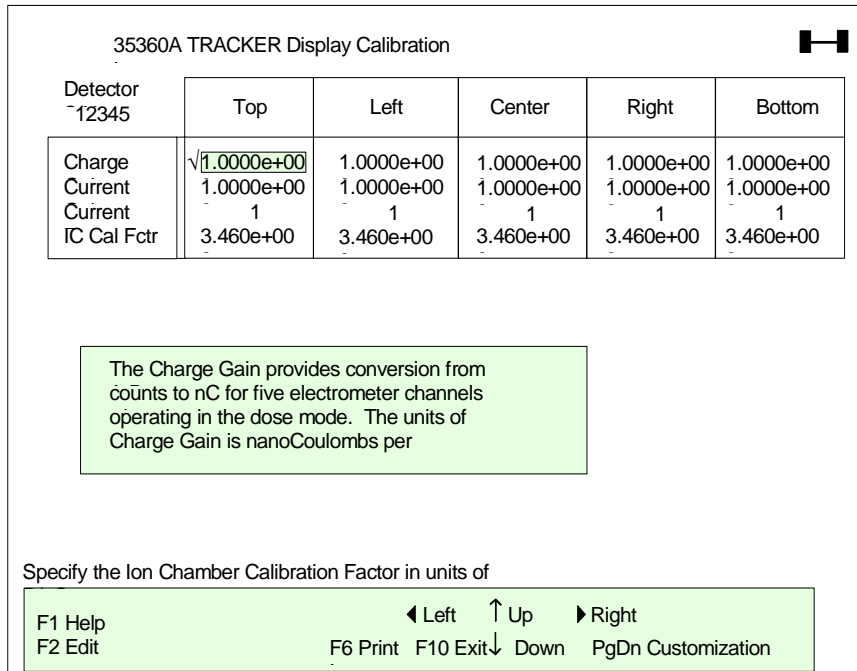 35360A TRACKER Display Calibration
Detector
12345
Top Left Center Right Bottom
Charge √1.0000e+00 1.0000e+00 1.0000e+00 1.0000e+00 1.0000e+00
Current 1.0000e+00 1.0000e+00 1.0000e+00 1.0000e+00 1.0000e+00
Current 1 1 1 1 1
IC Cal Fctr 3.460e+00 3.460e+00 3.460e+00 3.460e+00 3.460e+00
The Charge Gain provides conversion from
counts to nC for five electrometer channels
operating in the dose mode. The units of
Charge Gain is nanoCoulombs per
Specify the Ion Chamber Calibration Factor in units of
F1 Help ◀ Left ↑ Up ▶ Right
F2 Edit F6 Print F10 Exit ↓ Down PgDn Customization